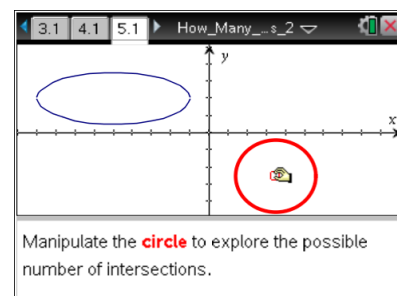 3.1 4.1 5.1 How_Many_…s_2
y
x
Manipulate the circle to explore the possible
number of intersections.